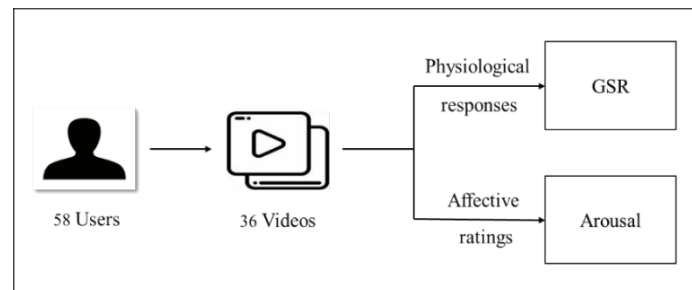 Physiological
responses
GSR
58 Users
36 Videos
Affective
ratings
Arousal